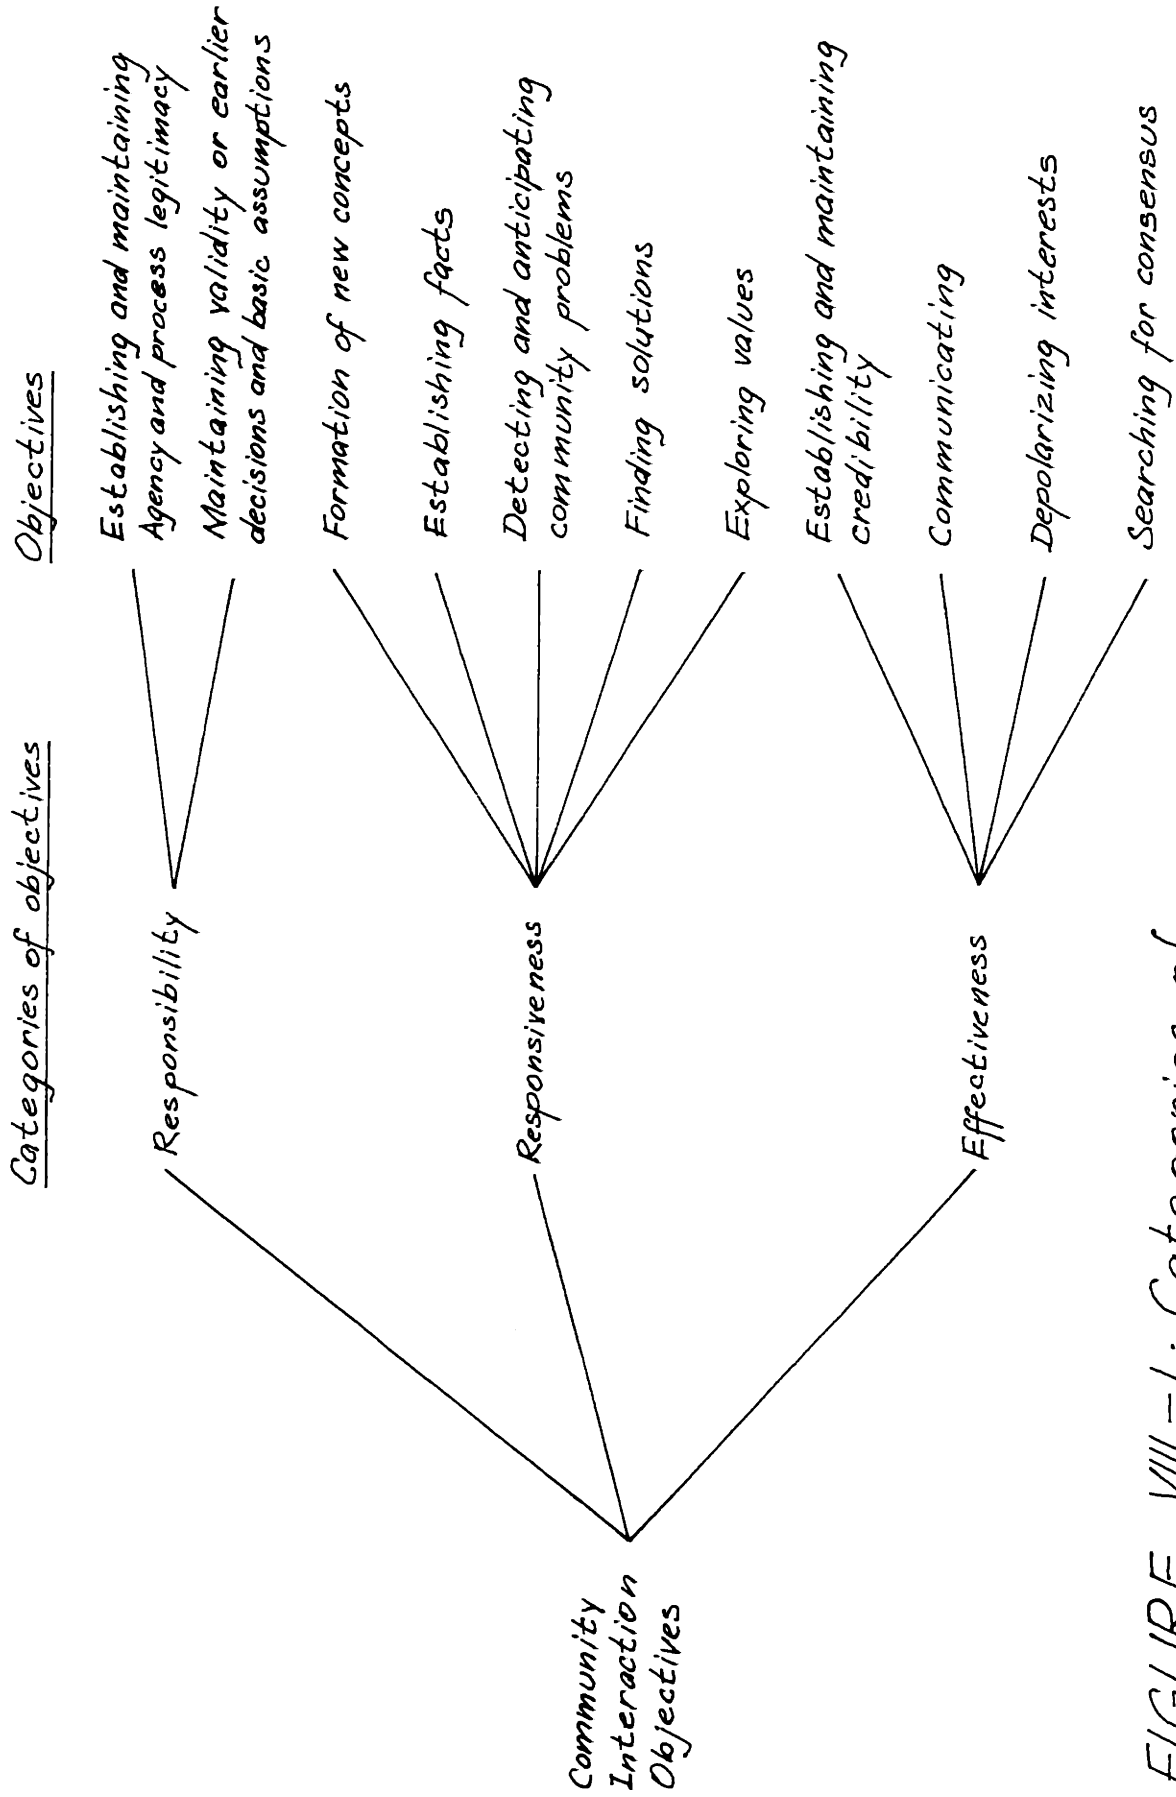 Categories of objectives
Objectives
Community
Interaction
Objectives
Responsibility
Establishing and maintaining
Agency and process legitimacy
Maintaining validity or earlier
decisions and basic assumptions
Responsiveness
Formation of new concepts
Establishing facts
Detecting and anticipating
community problems
Finding solutions
Exploring values
Effectiveness
Establishing and maintaining
credibility
Communicating
Depolarizing interests
Searching for consensus
FIGURE VIII-1: Categories of